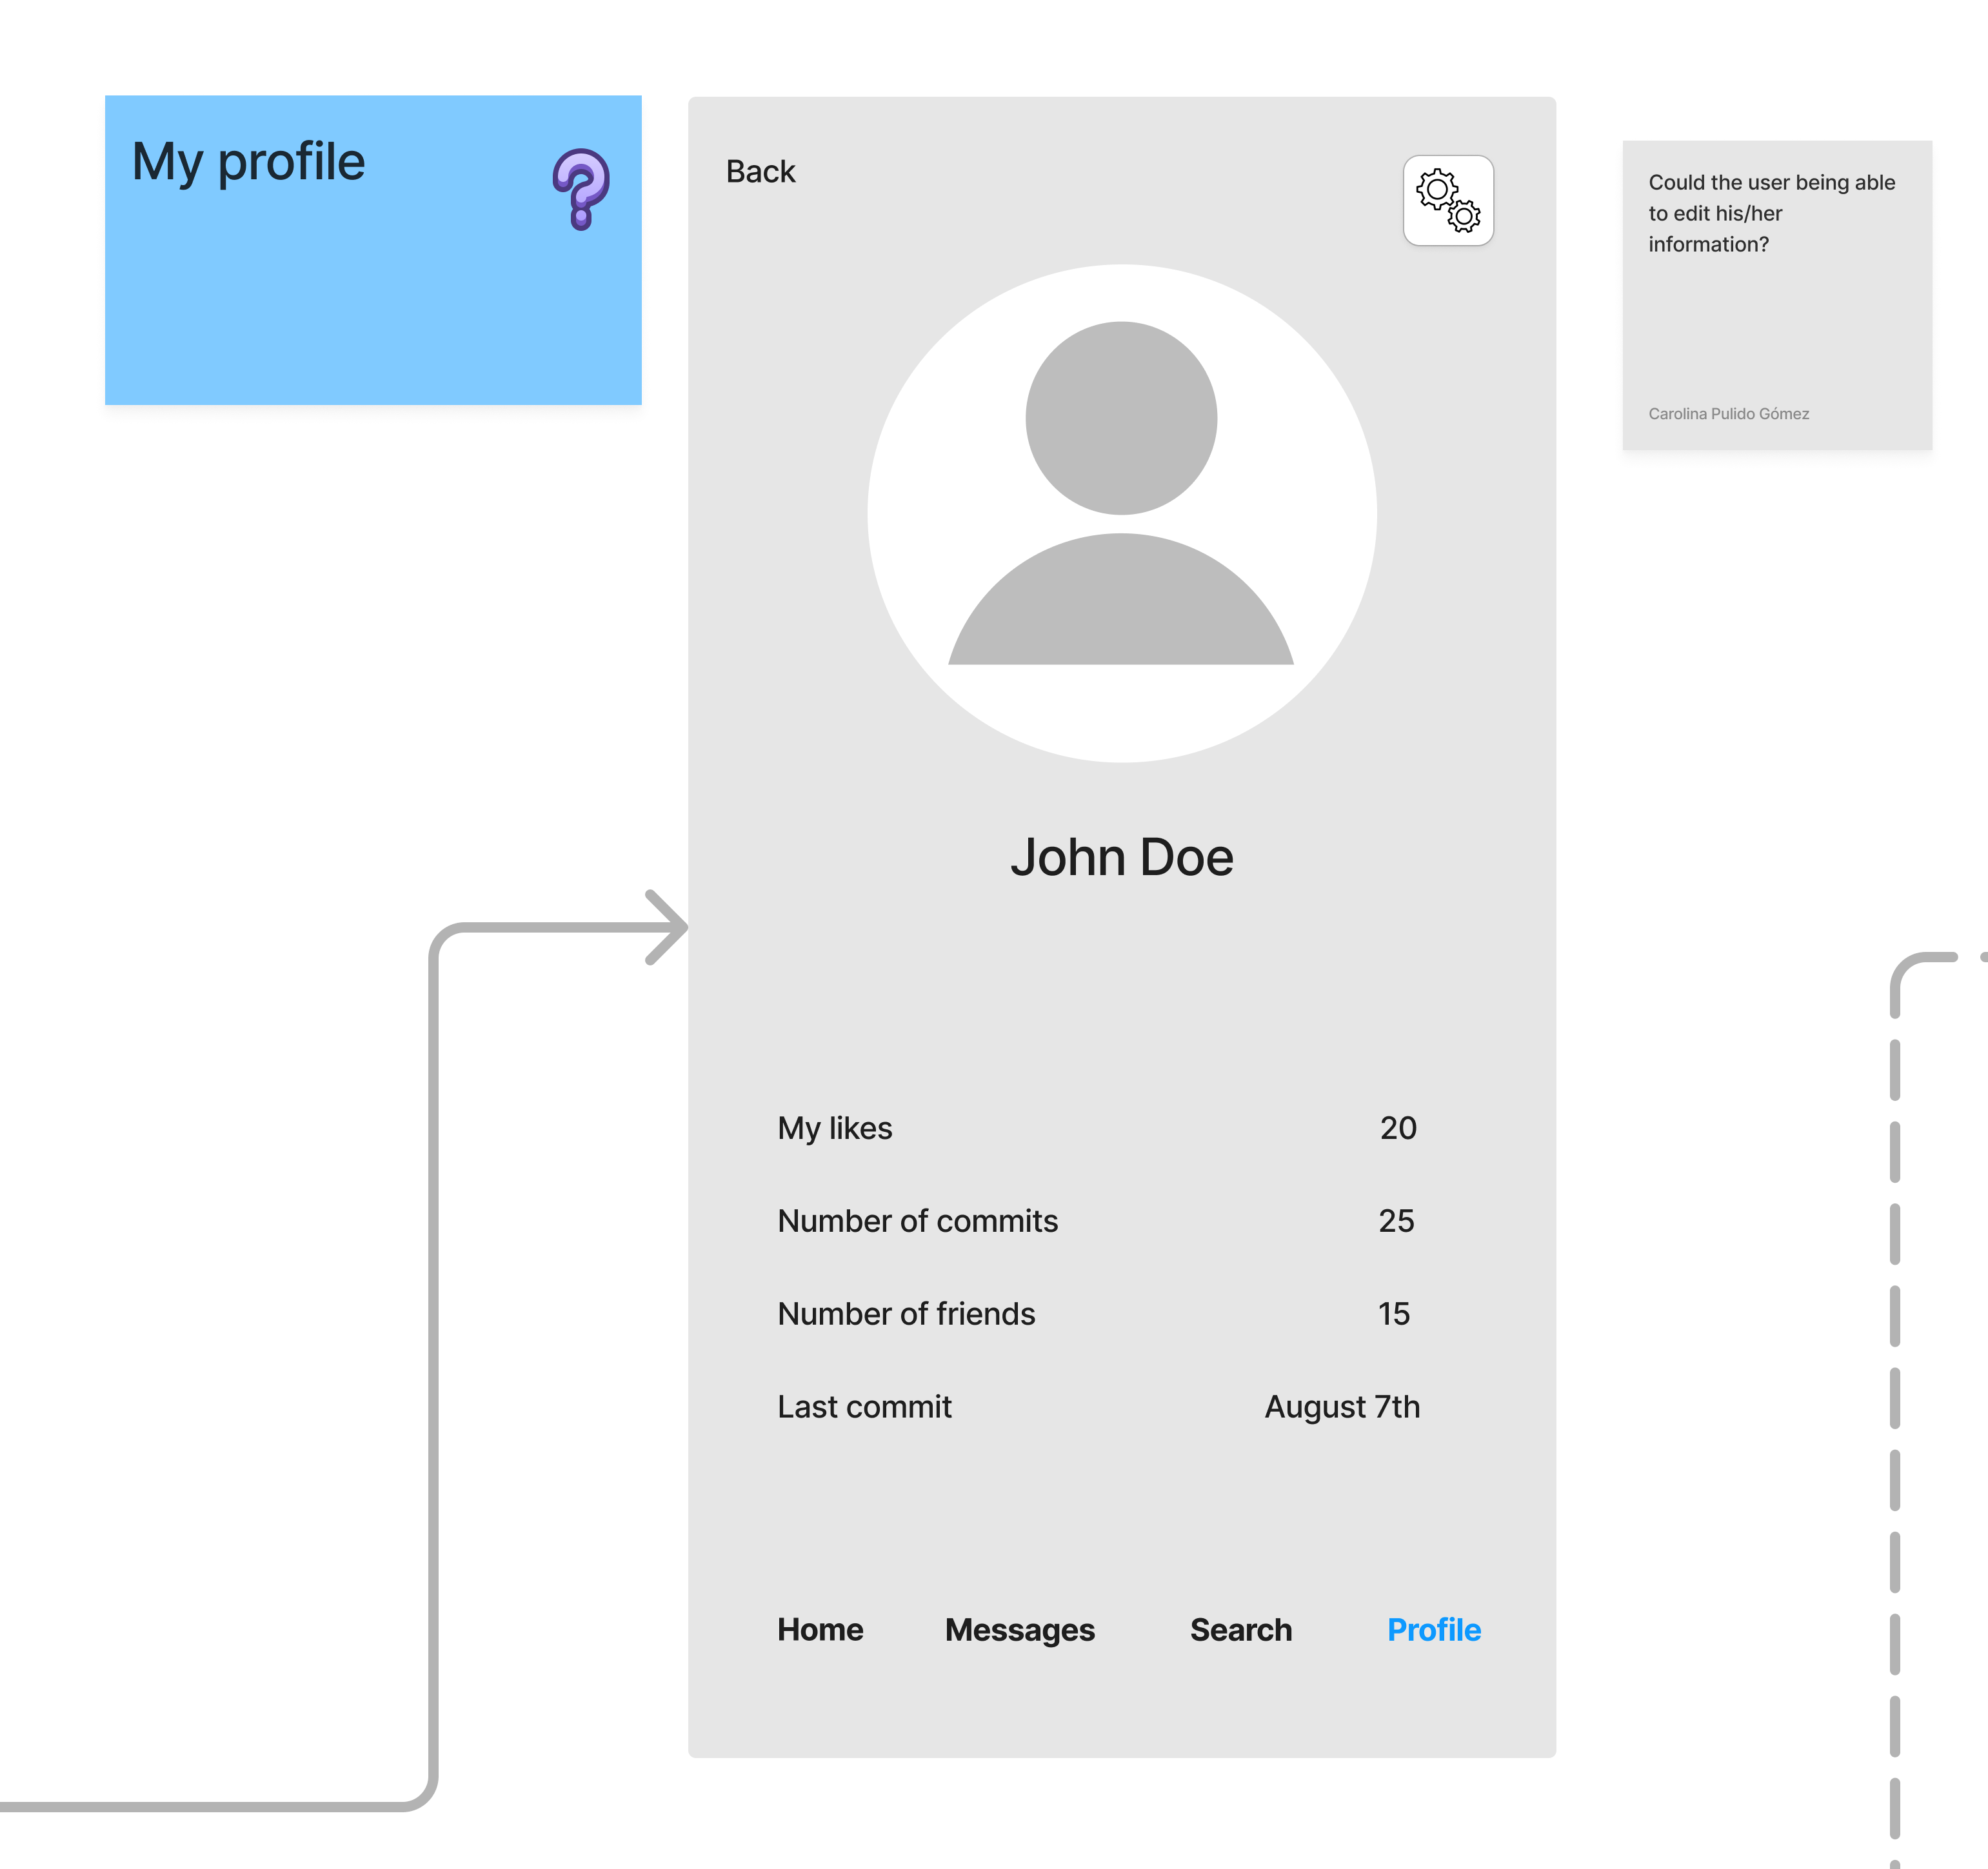 My profile
Back
Could the user being able
to edit his/her
information?
Carolina Pulido Gómez
John Doe
My likes 20
Number of commits 25
Number of friends 15
Last commit August 7th
Home Messages Search Profile